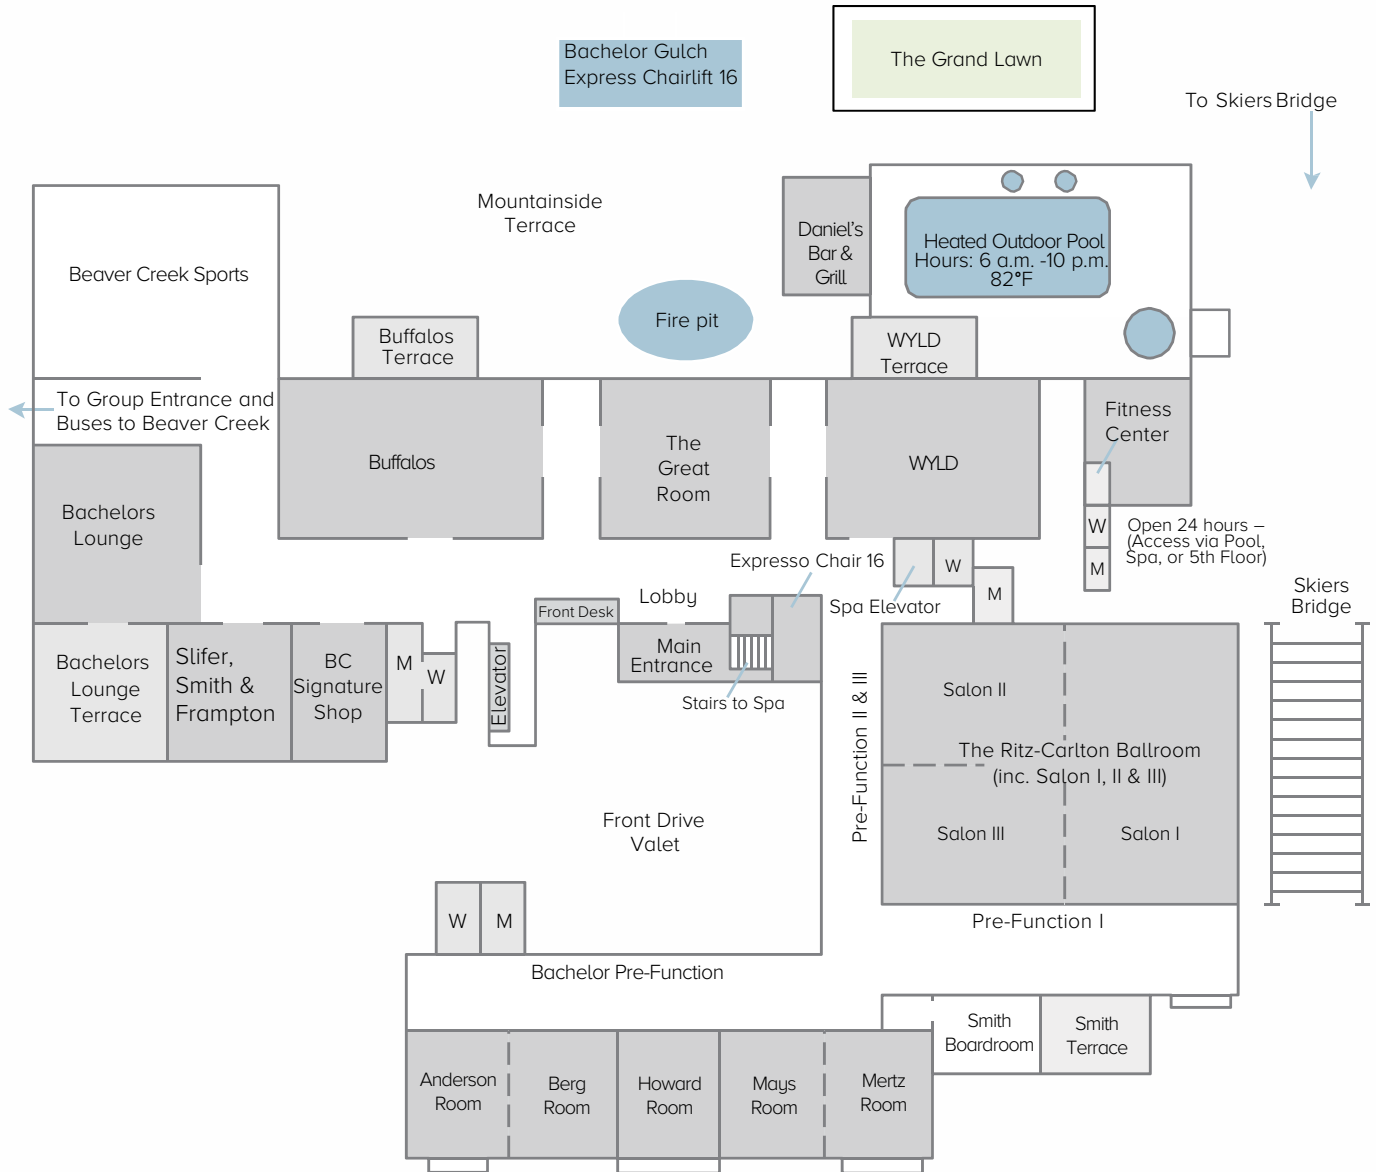 Bachelor Gulch
Express Chairlift 16
The Grand Lawn
To Skiers Bridge
Mountainside
Terrace
Daniel's
Bar &
Grill
Heated Outdoor Pool
Hours: 6 a.m. -10 p.m.
82°F
Beaver Creek Sports
Fire pit
Buffalos
Terrace
WYLD
Terrace
To Group Entrance and
Buses to Beaver Creek
Buffalos
The
Great
Room
WYLD
Fitness
Center
Bachelors
Lounge
W
M
Open 24 hours –
(Access via Pool,
Spa, or 5th Floor)
Expresso Chair 16
W
M
Spa Elevator
Skiers
Bridge
Front Desk
Lobby
Main
Entrance
Stairs to Spa
Bachelors
Lounge
Terrace
Slifer,
Smith &
Frampton
BC
Signature
Shop
M
W
Elevator
Pre-Function II & III
Salon II
The Ritz-Carlton Ballroom
(inc. Salon I, II & III)
Salon III
Salon I
Front Drive
Valet
W
M
Pre-Function I
Bachelor Pre-Function
Smith
Boardroom
Smith
Terrace
Anderson
Room
Berg
Room
Howard
Room
Mays
Room
Mertz
Room